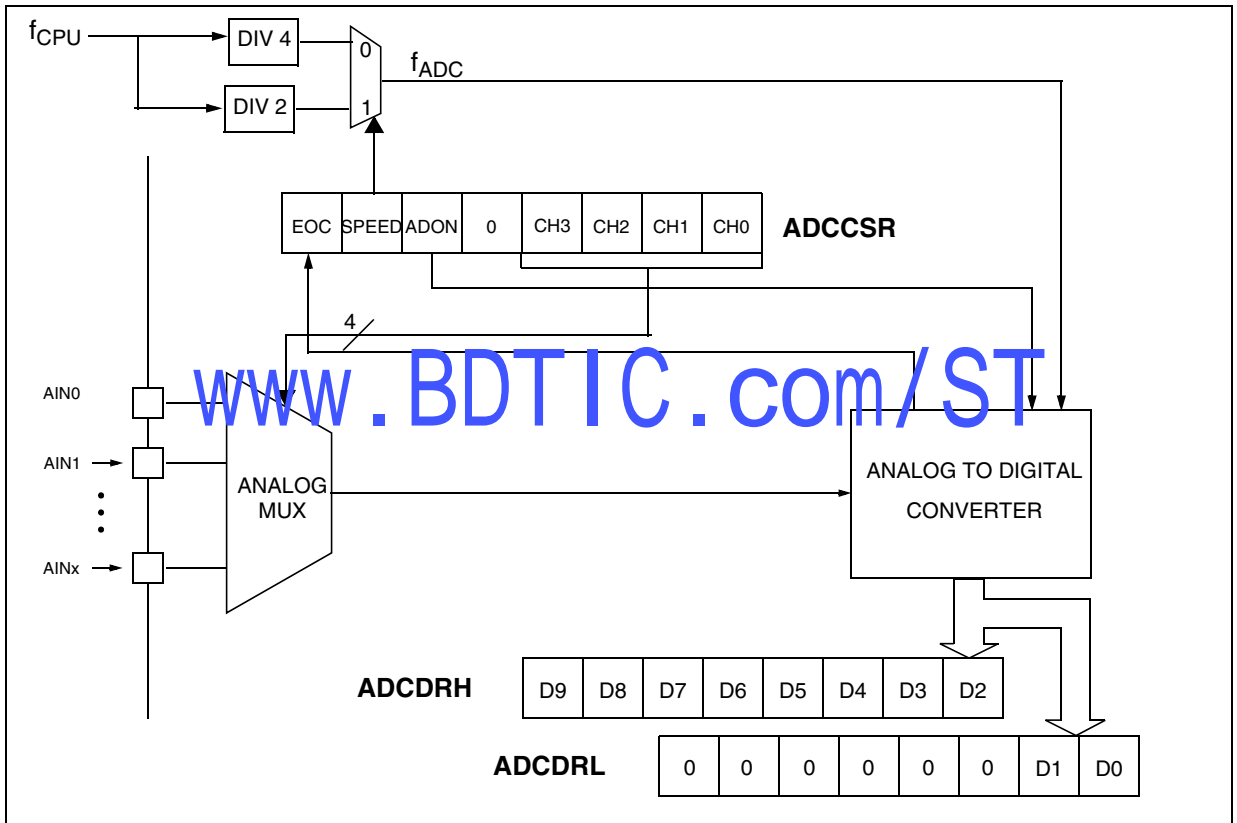 fCPU
DIV 4
0
fADC
DIV 2
1
EOC SPEED ADON 0 CH3 CH2 CH1 CH0 ADCCSR
4
www.BDTIC.com/ST
AIN0
AIN1
ANALOG TO DIGITAL
CONVERTER
ANALOG
MUX
AINx
ADCDRH D9 D8 D7 D6 D5 D4 D3 D2
ADCDRL 0 0 0 0 0 0 D1 D0